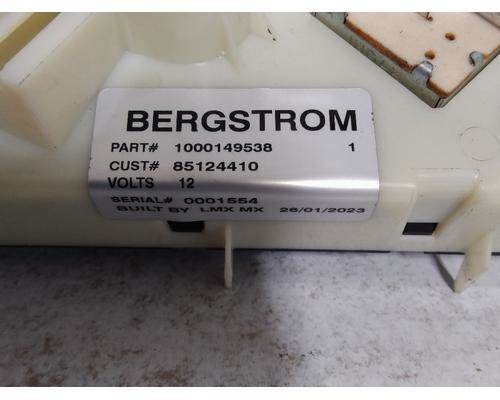 BERGSTROM
PART# 1000149538 1
CUST# 85124410
VOLTS 12
SERIAL# 0001554
BUILT BY LMX MX 26/01/2023